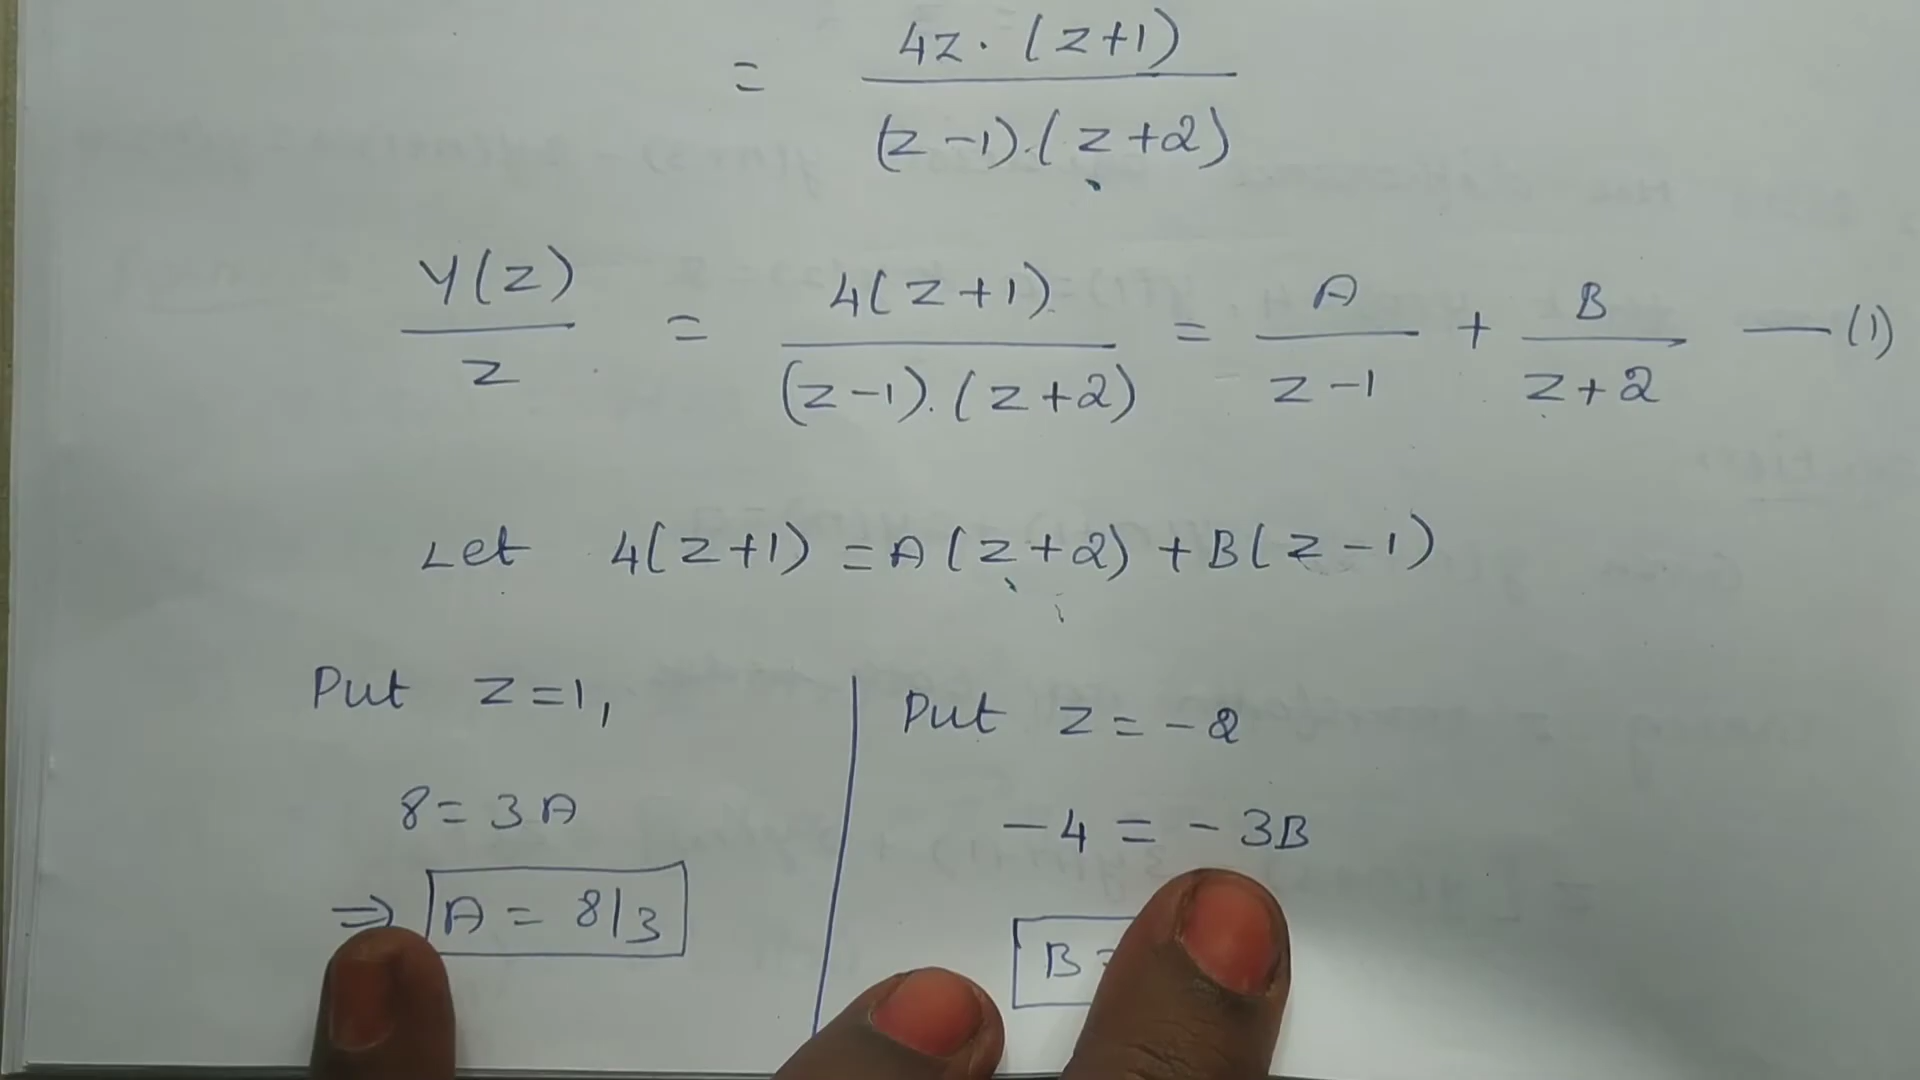 = 4z · (z+1) / (z-1).(z+2)
Y(z) / z = 4(z+1) / (z-1).(z+2) = A / z-1 + B / z+2 — (1)
Let 4(z+1) = A(z+2) + B(z-1)
Put z=1,
8 = 3A
⇒ A = 8/3
Put z = -2
-4 = -3B
B =